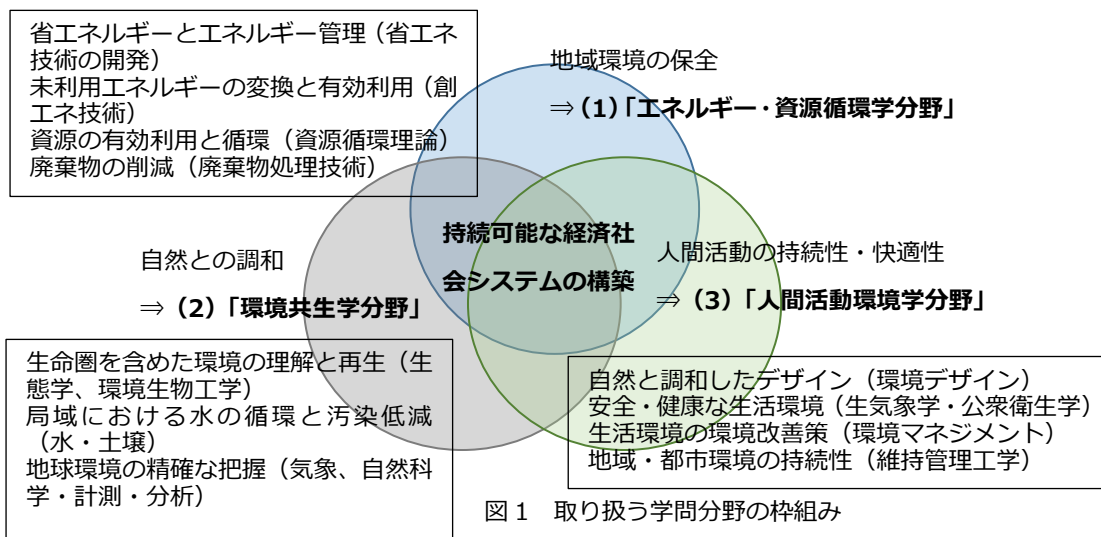 省エネルギーとエネルギー管理（省エネ
技術の開発）
未利用エネルギーの変換と有効利用（創
エネ技術）
資源の有効利用と循環（資源循環理論）
廃棄物の削減（廃棄物処理技術）
地域環境の保全
⇒（1）「エネルギー・資源循環学分野」
持続可能な経済社
会システムの構築
自然との調和
⇒（2）「環境共生学分野」
人間活動の持続性・快適性
⇒（3）「人間活動環境学分野」
生命圏を含めた環境の理解と再生（生
態学、環境生物工学）
局域における水の循環と汚染低減
（水・土壌）
地球環境の精確な把握（気象、自然科
学・計測・分析）
自然と調和したデザイン（環境デザイン）
安全・健康な生活環境（生気象学・公衆衛生学）
生活環境の環境改善策（環境マネジメント）
地域・都市環境の持続性（維持管理工学）
図1　取り扱う学問分野の枠組み